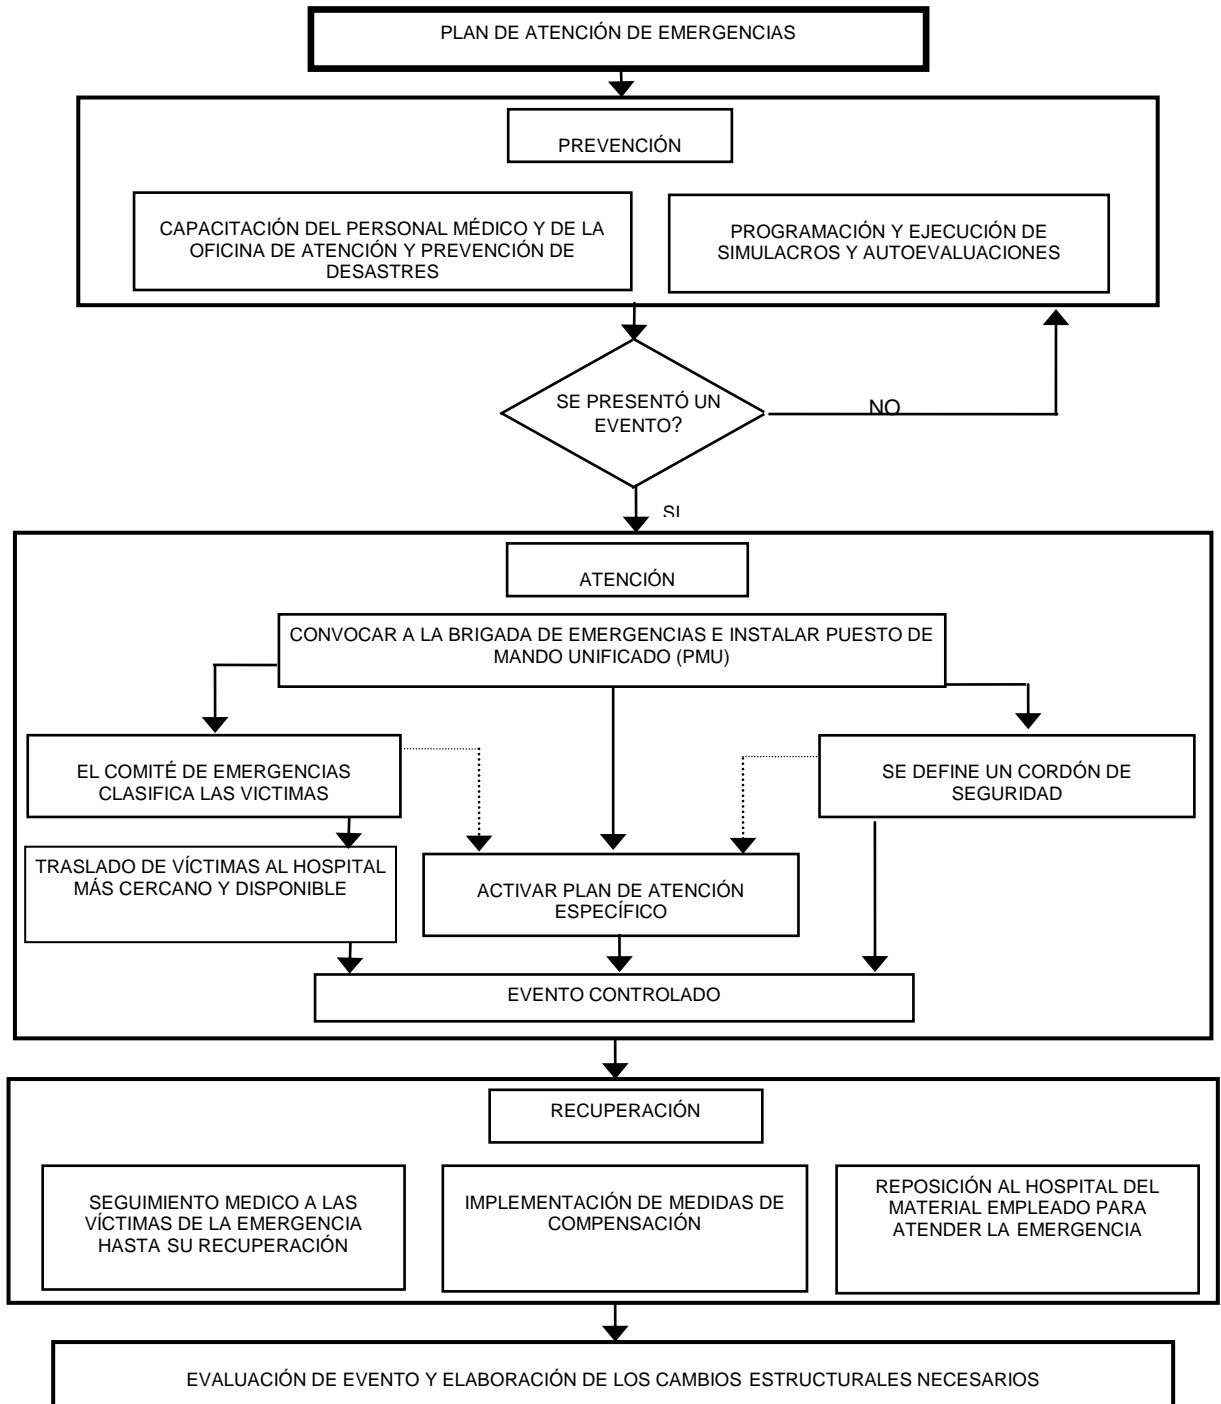 PLAN DE ATENCIÓN DE EMERGENCIAS
PREVENCIÓN
CAPACITACIÓN DEL PERSONAL MÉDICO Y DE LA
OFICINA DE ATENCIÓN Y PREVENCIÓN DE
DESASTRES
PROGRAMACIÓN Y EJECUCIÓN DE
SIMULACROS Y AUTOEVALUACIONES
SE PRESENTÓ UN
EVENTO?
NO
SI
ATENCIÓN
CONVOCAR A LA BRIGADA DE EMERGENCIAS E INSTALAR PUESTO DE
MANDO UNIFICADO (PMU)
EL COMITÉ DE EMERGENCIAS
CLASIFICA LAS VICTIMAS
SE DEFINE UN CORDÓN DE
SEGURIDAD
TRASLADO DE VÍCTIMAS AL HOSPITAL
MÁS CERCANO Y DISPONIBLE
ACTIVAR PLAN DE ATENCIÓN
ESPECÍFICO
EVENTO CONTROLADO
RECUPERACIÓN
SEGUIMIENTO MEDICO A LAS
VÍCTIMAS DE LA EMERGENCIA
HASTA SU RECUPERACIÓN
IMPLEMENTACIÓN DE MEDIDAS DE
COMPENSACIÓN
REPOSICIÓN AL HOSPITAL DEL
MATERIAL EMPLEADO PARA
ATENDER LA EMERGENCIA
EVALUACIÓN DE EVENTO Y ELABORACIÓN DE LOS CAMBIOS ESTRUCTURALES NECESARIOS